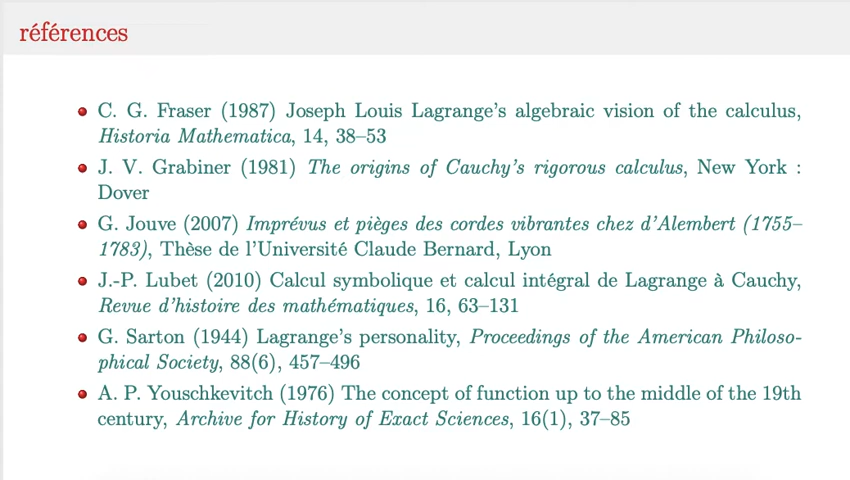 références
C. G. Fraser (1987) Joseph Louis Lagrange's algebraic vision of the calculus,
Historia Mathematica, 14, 38–53
J. V. Grabiner (1981) The origins of Cauchy's rigorous calculus, New York :
Dover
G. Jouve (2007) Imprévus et pièges des cordes vibrantes chez d'Alembert (1755–
1783), Thèse de l'Université Claude Bernard, Lyon
J.-P. Lubet (2010) Calcul symbolique et calcul intégral de Lagrange à Cauchy,
Revue d'histoire des mathématiques, 16, 63–131
G. Sarton (1944) Lagrange's personality, Proceedings of the American Philoso-
phical Society, 88(6), 457–496
A. P. Youschkevitch (1976) The concept of function up to the middle of the 19th
century, Archive for History of Exact Sciences, 16(1), 37–85